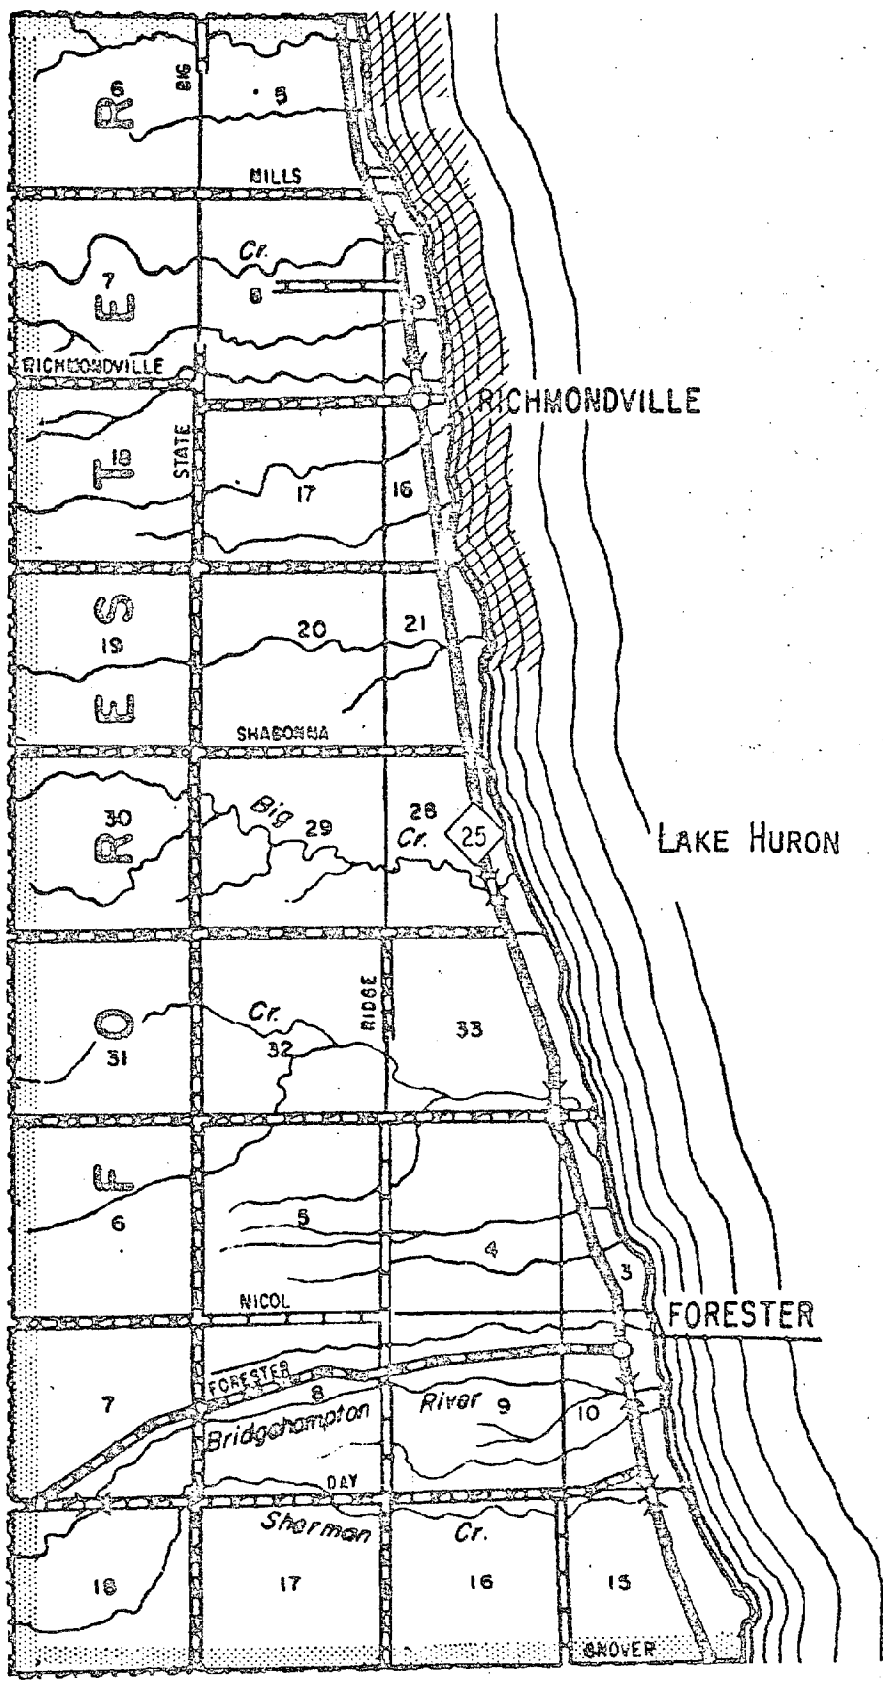 BIG
6
5
R
MILLS
Cr.
7
8
E
RICHMONDVILLE
RICHMONDVILLE
STATE
18
T
17
16
S
20
21
19
E
SHABONNA
30
Big
29
28
Cr.
25
R
LAKE HURON
RIDGE
O
Cr.
33
31
32
F
6
5
4
3
NICOL
FORESTER
FORESTER
7
8
River
9
10
Bridgehampton
DAY
Sherman
Cr.
18
17
16
15